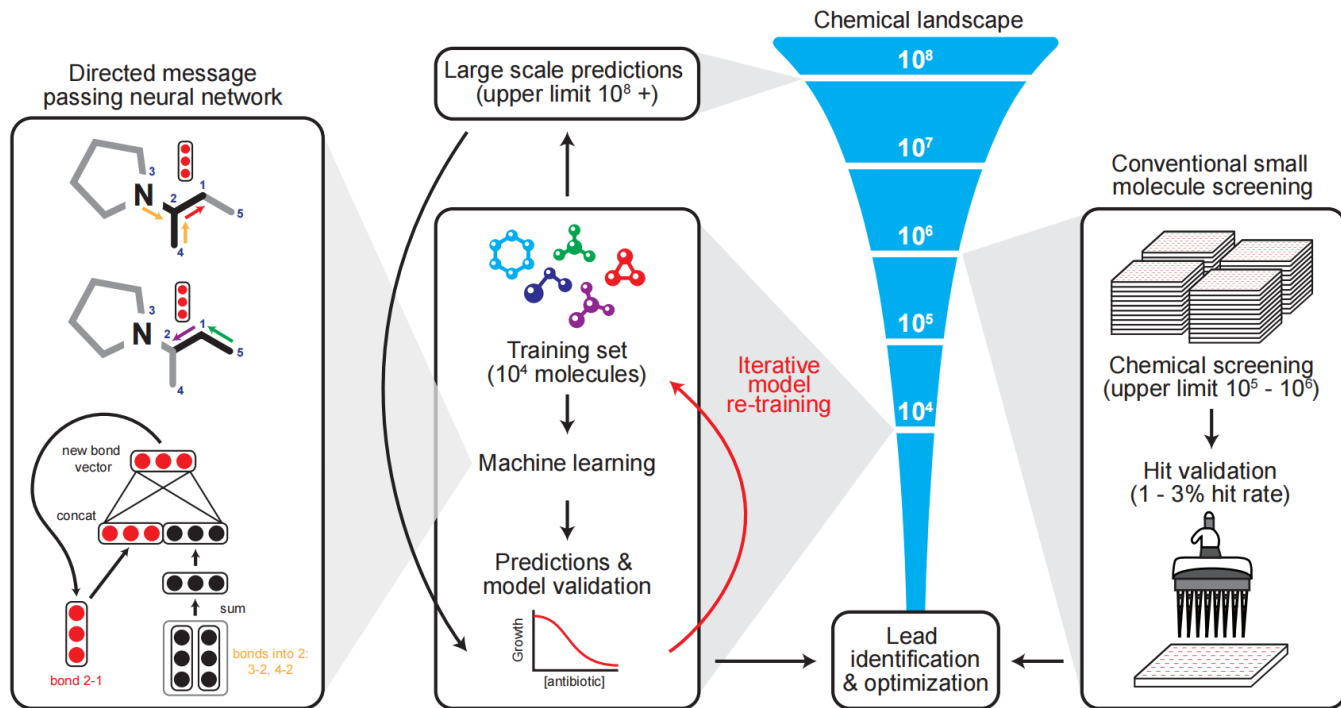 Directed message
passing neural network
3
1
N
2
5
4
3
1
N
2
5
4
new bond
vector
concat
sum
bonds into 2:
3-2, 4-2
bond 2-1
Large scale predictions
(upper limit 10⁸ +)
Training set
(10⁴ molecules)
Machine learning
Predictions &
model validation
Growth
[antibiotic]
Iterative
model
re-training
Chemical landscape
10⁸
10⁷
10⁶
10⁵
10⁴
Lead
identification
& optimization
Conventional small
molecule screening
Chemical screening
(upper limit 10⁵ - 10⁶)
Hit validation
(1 - 3% hit rate)